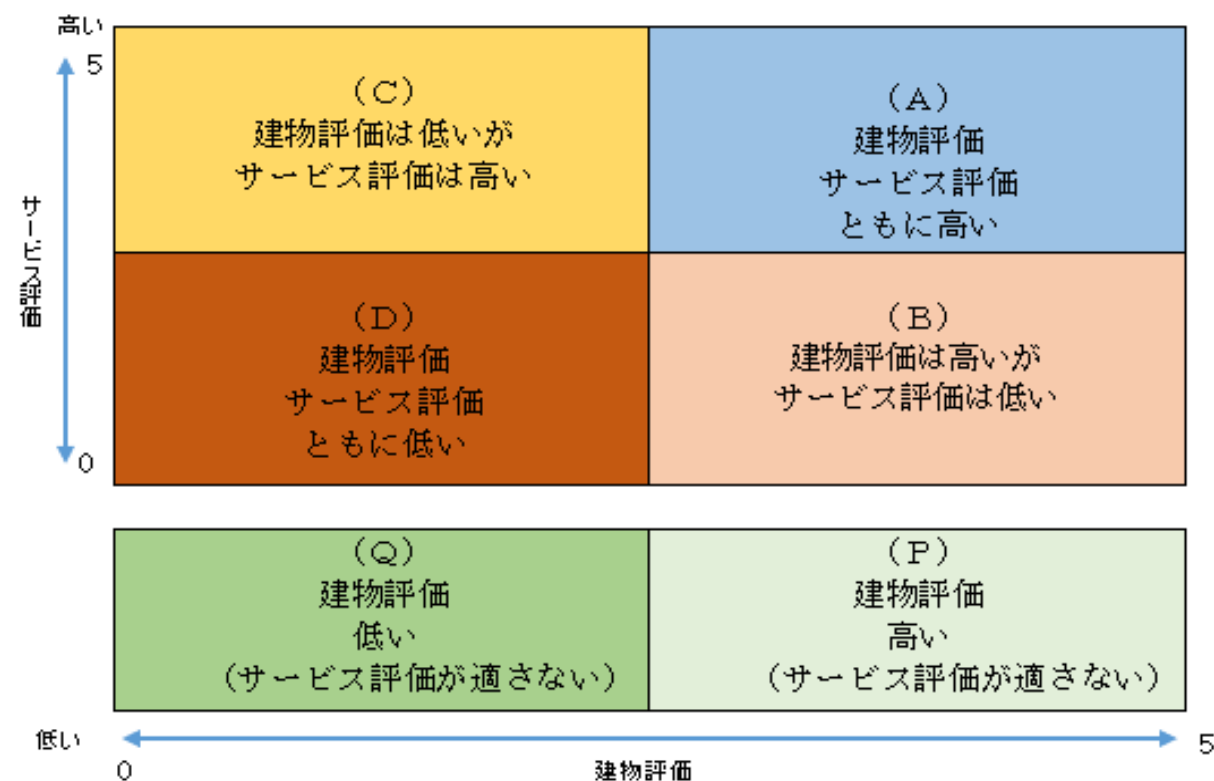 高い
5
(C)
建物評価は低いが
サービス評価は高い
(A)
建物評価
サービス評価
ともに高い
サービス評価
(D)
建物評価
サービス評価
ともに低い
(B)
建物評価は高いが
サービス評価は低い
0
(Q)
建物評価
低い
(サービス評価が適さない)
(P)
建物評価
高い
(サービス評価が適さない)
低い
0
建物評価
5